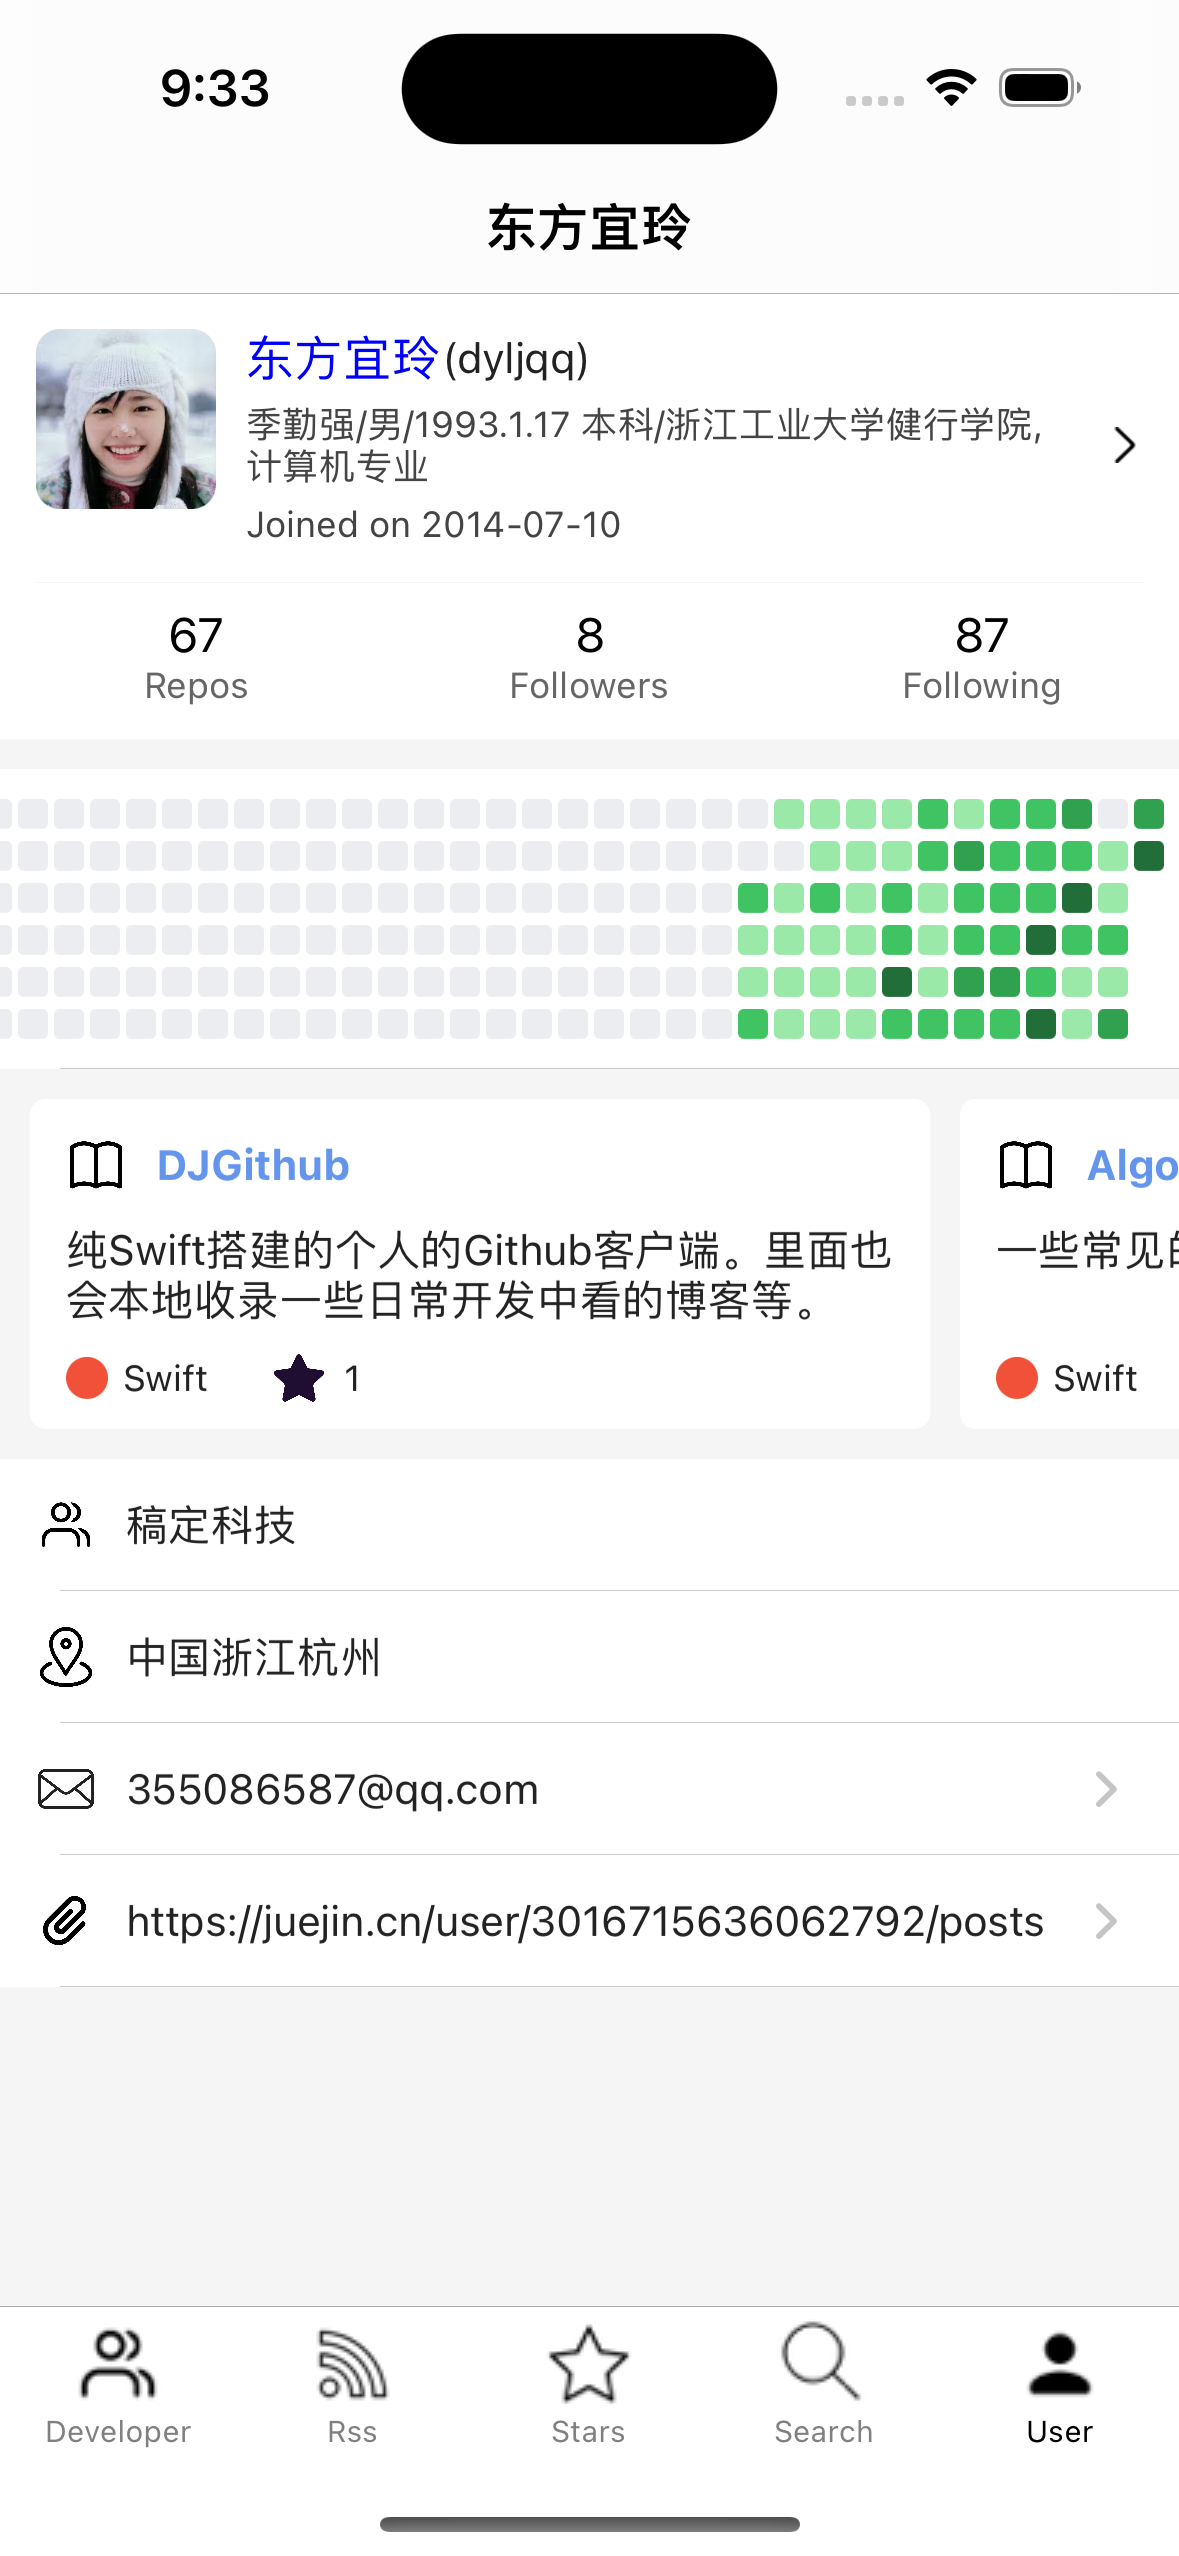 9:33
东方宜玲
东方宜玲(dyljqq)
季勤强/男/1993.1.17 本科/浙江工业大学健行学院,
计算机专业
Joined on 2014-07-10
67
Repos
8
Followers
87
Following
DJGithub
纯Swift搭建的个人的Github客户端。里面也
会本地收录一些日常开发中看的博客等。
Swift
1
Algo
一些常见
Swift
稿定科技
中国浙江杭州
355086587@qq.com
https://juejin.cn/user/3016715636062792/posts
Developer
Rss
Stars
Search
User